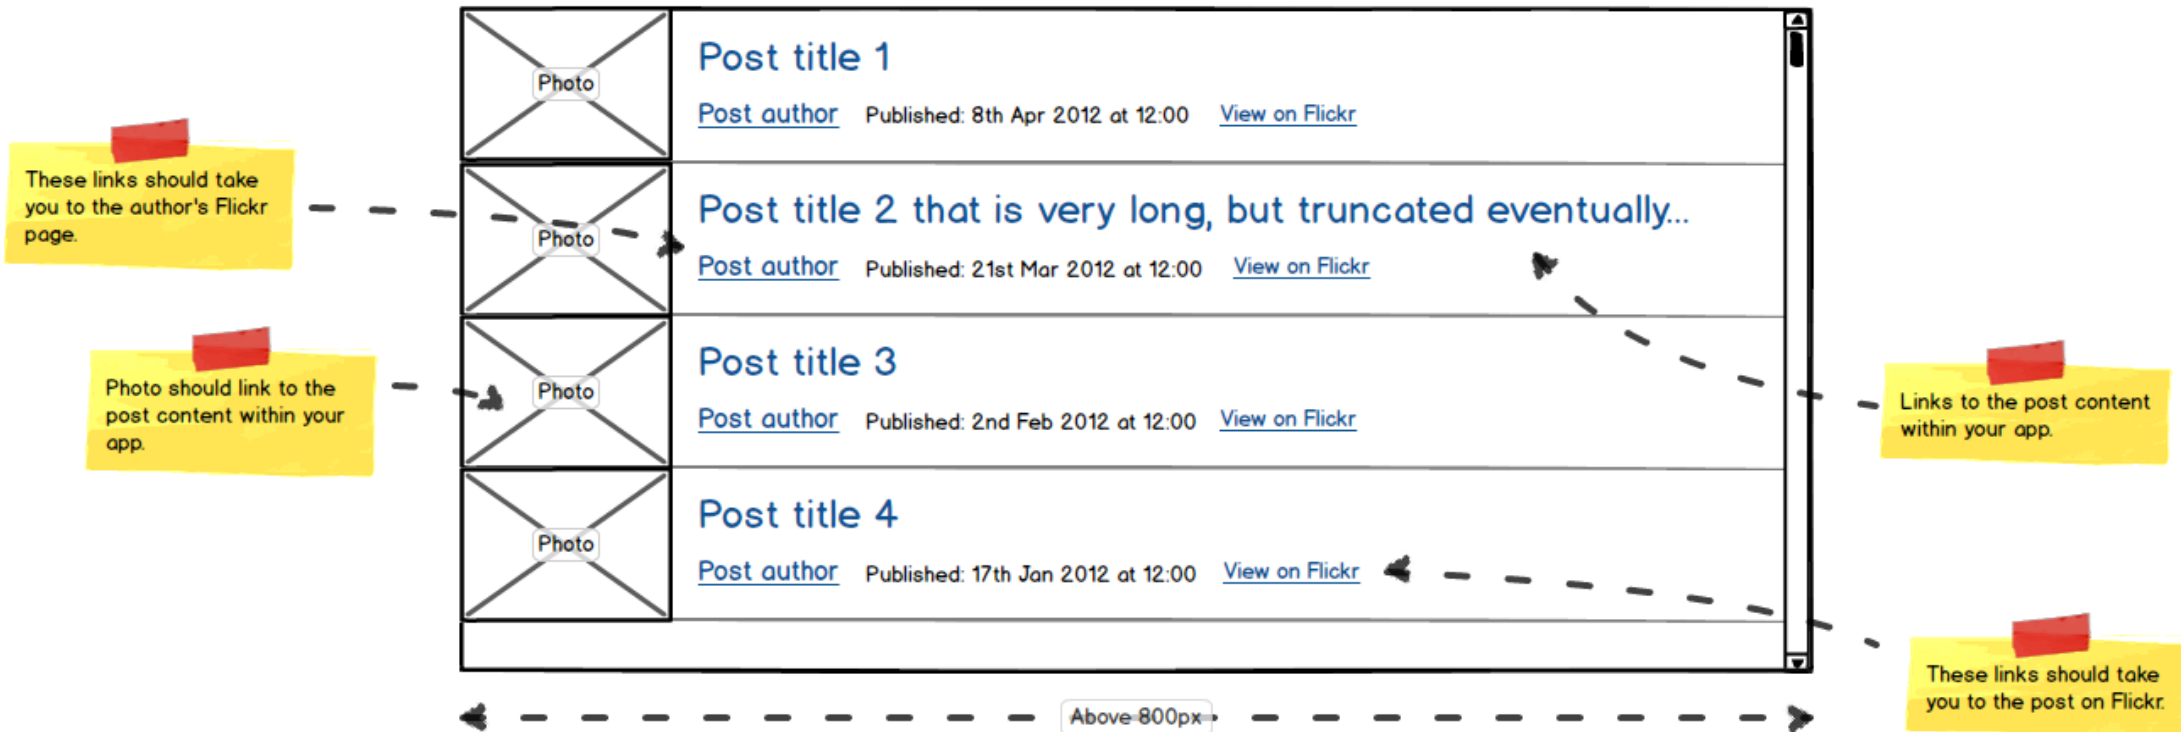 Photo
Post title 1
Post author Published: 8th Apr 2012 at 12:00 View on Flickr
These links should take
you to the author's Flickr
page.
Photo
Post title 2 that is very long, but truncated eventually...
Post author Published: 21st Mar 2012 at 12:00 View on Flickr
Photo should link to the
post content within your
app.
Photo
Post title 3
Post author Published: 2nd Feb 2012 at 12:00 View on Flickr
Links to the post content
within your app.
Photo
Post title 4
Post author Published: 17th Jan 2012 at 12:00 View on Flickr
These links should take
you to the post on Flickr.
Above 800px